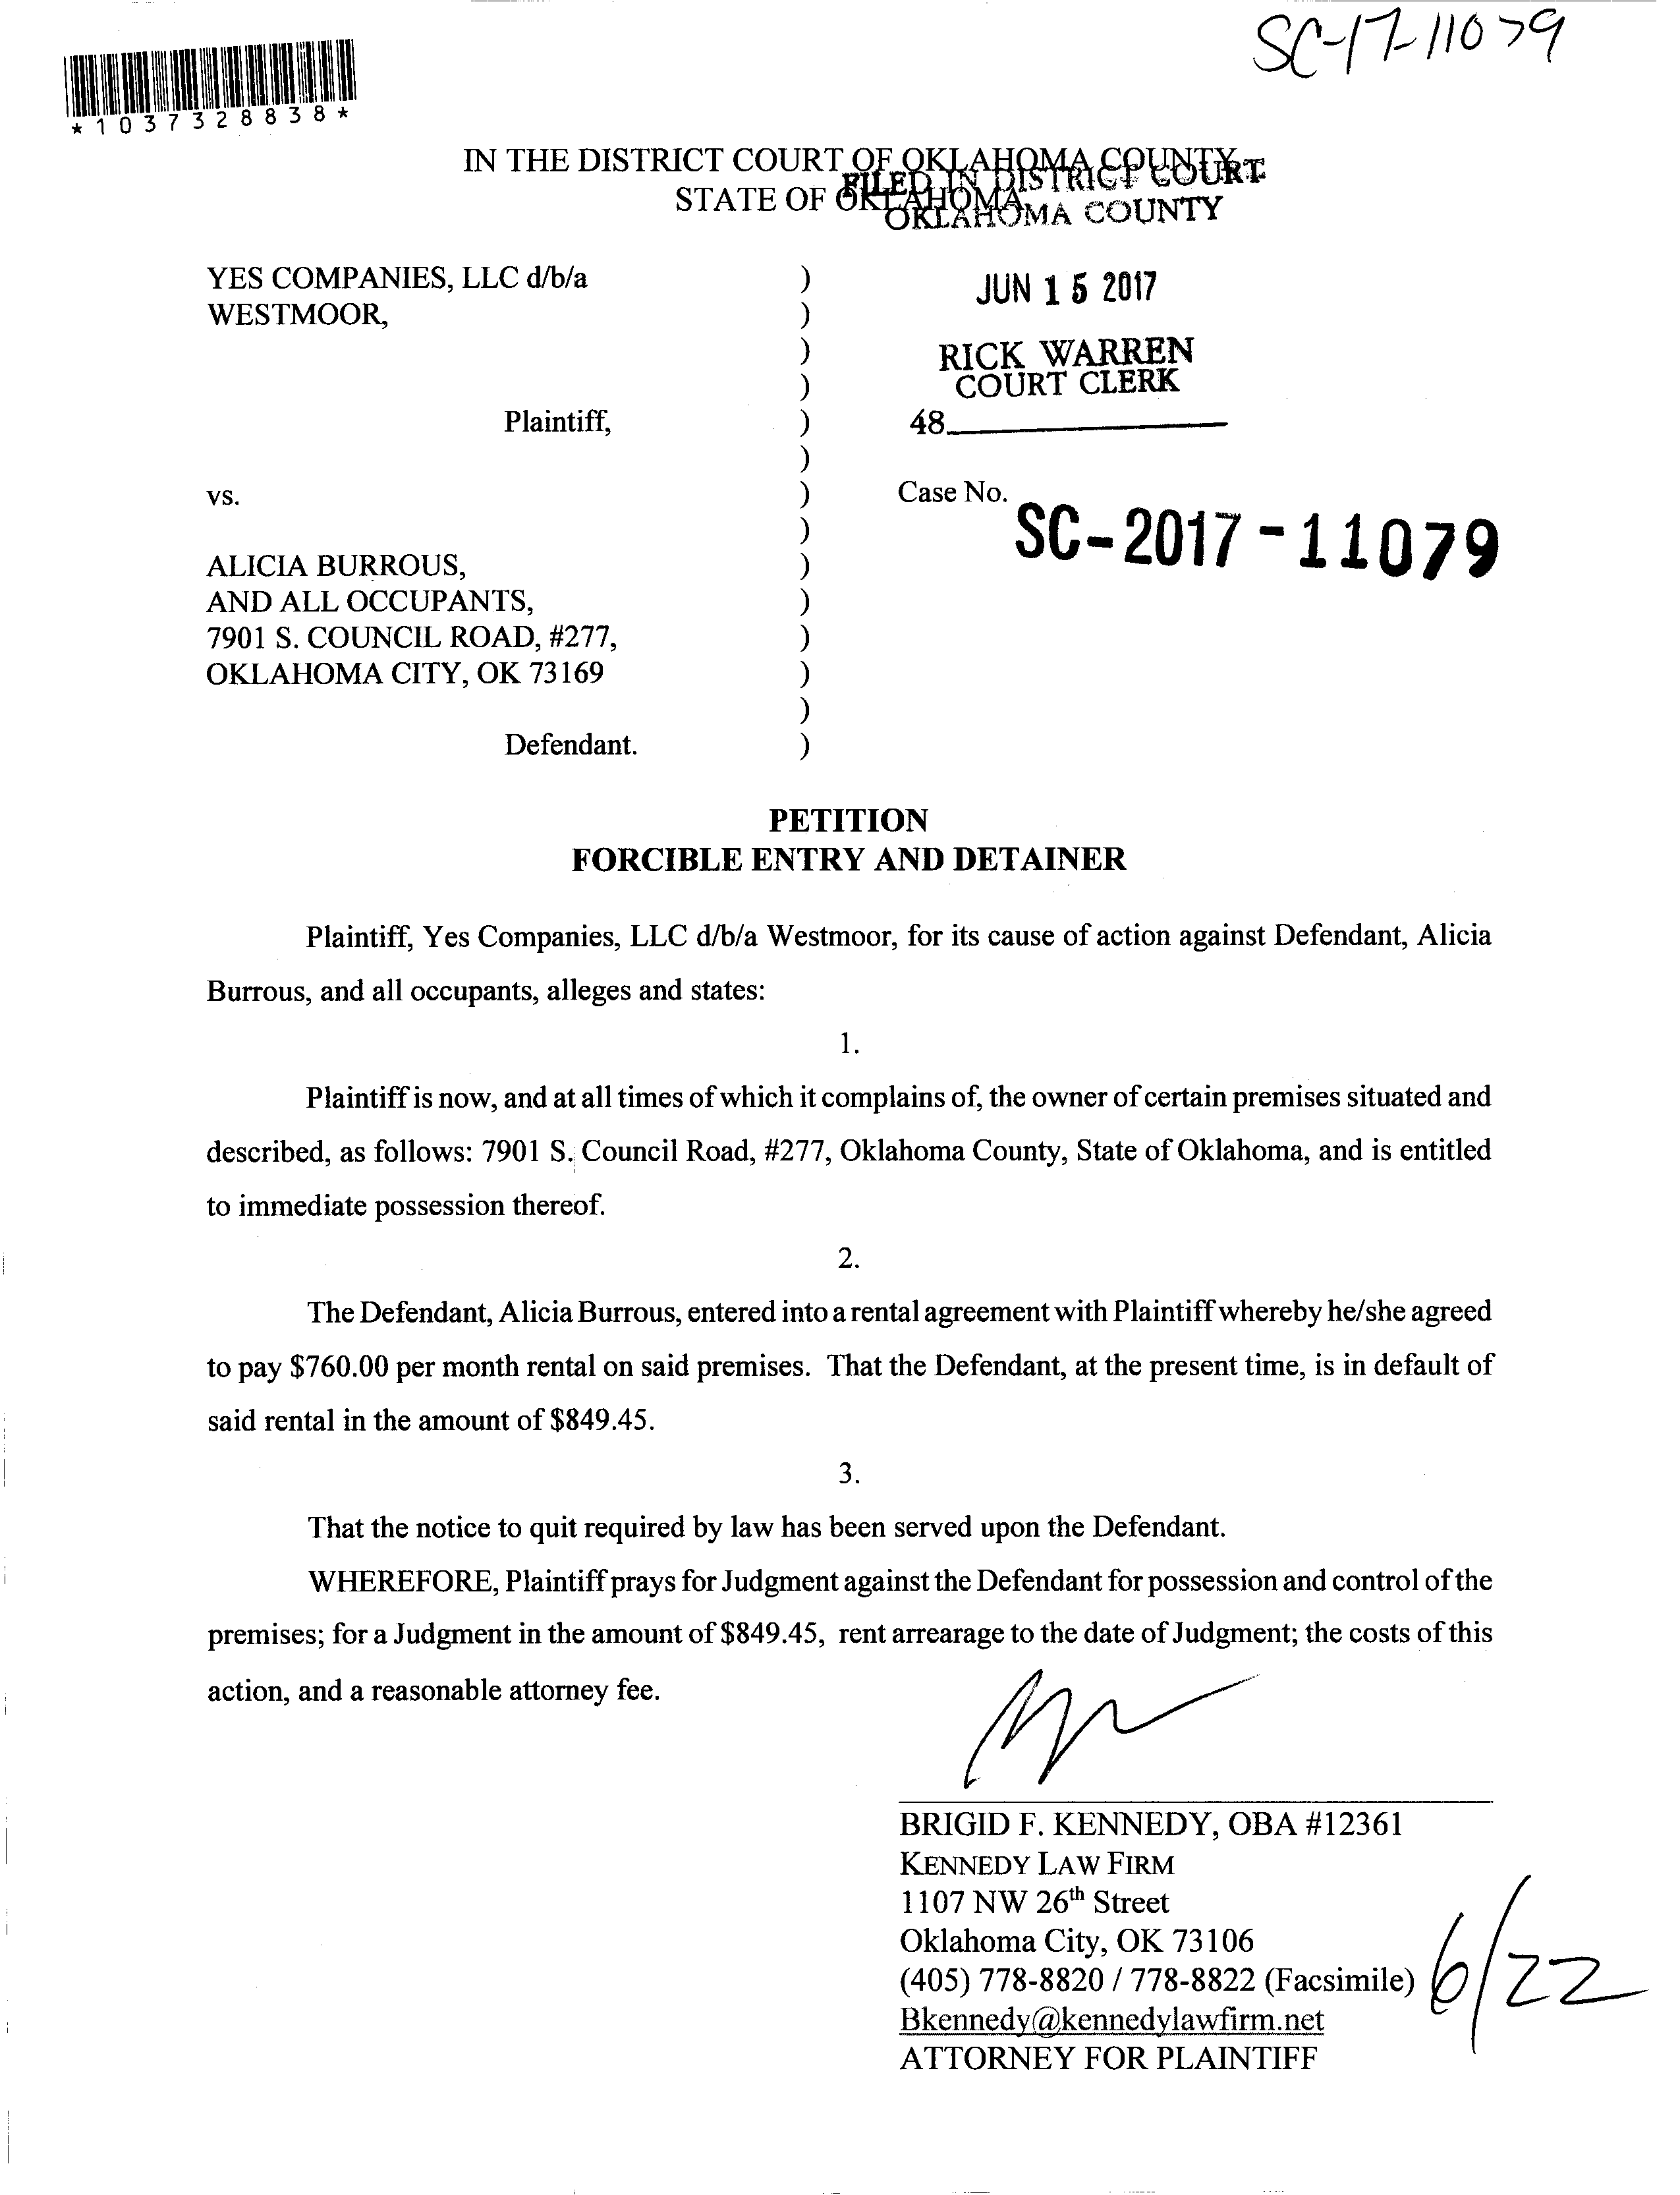 SC-17-11079
*1037328838*
IN THE DISTRICT COURT OF OKLAHOMA COUNTY
STATE OF OKLAHOMA
FILED IN DISTRICT COURT
OKLAHOMA COUNTY
YES COMPANIES, LLC d/b/a )
WESTMOOR, )
)
)
Plaintiff, )
)
vs. )
)
ALICIA BURROUS, )
AND ALL OCCUPANTS, )
7901 S. COUNCIL ROAD, #277, )
OKLAHOMA CITY, OK 73169 )
)
Defendant. )
JUN 15 2017
RICK WARREN
COURT CLERK
48
Case No.
SC-2017-11079
PETITION
FORCIBLE ENTRY AND DETAINER
Plaintiff, Yes Companies, LLC d/b/a Westmoor, for its cause of action against Defendant, Alicia
Burrous, and all occupants, alleges and states:
1.
Plaintiff is now, and at all times of which it complains of, the owner of certain premises situated and
described, as follows: 7901 S. Council Road, #277, Oklahoma County, State of Oklahoma, and is entitled
to immediate possession thereof.
2.
The Defendant, Alicia Burrous, entered into a rental agreement with Plaintiff whereby he/she agreed
to pay $760.00 per month rental on said premises. That the Defendant, at the present time, is in default of
said rental in the amount of $849.45.
3.
That the notice to quit required by law has been served upon the Defendant.
WHEREFORE, Plaintiff prays for Judgment against the Defendant for possession and control of the
premises; for a Judgment in the amount of $849.45, rent arrearage to the date of Judgment; the costs of this
action, and a reasonable attorney fee.
BRIGID F. KENNEDY, OBA #12361
KENNEDY LAW FIRM
1107 NW 26th Street
Oklahoma City, OK 73106
(405) 778-8820 / 778-8822 (Facsimile)
Bkennedy@kennedylawfirm.net
ATTORNEY FOR PLAINTIFF
6/22